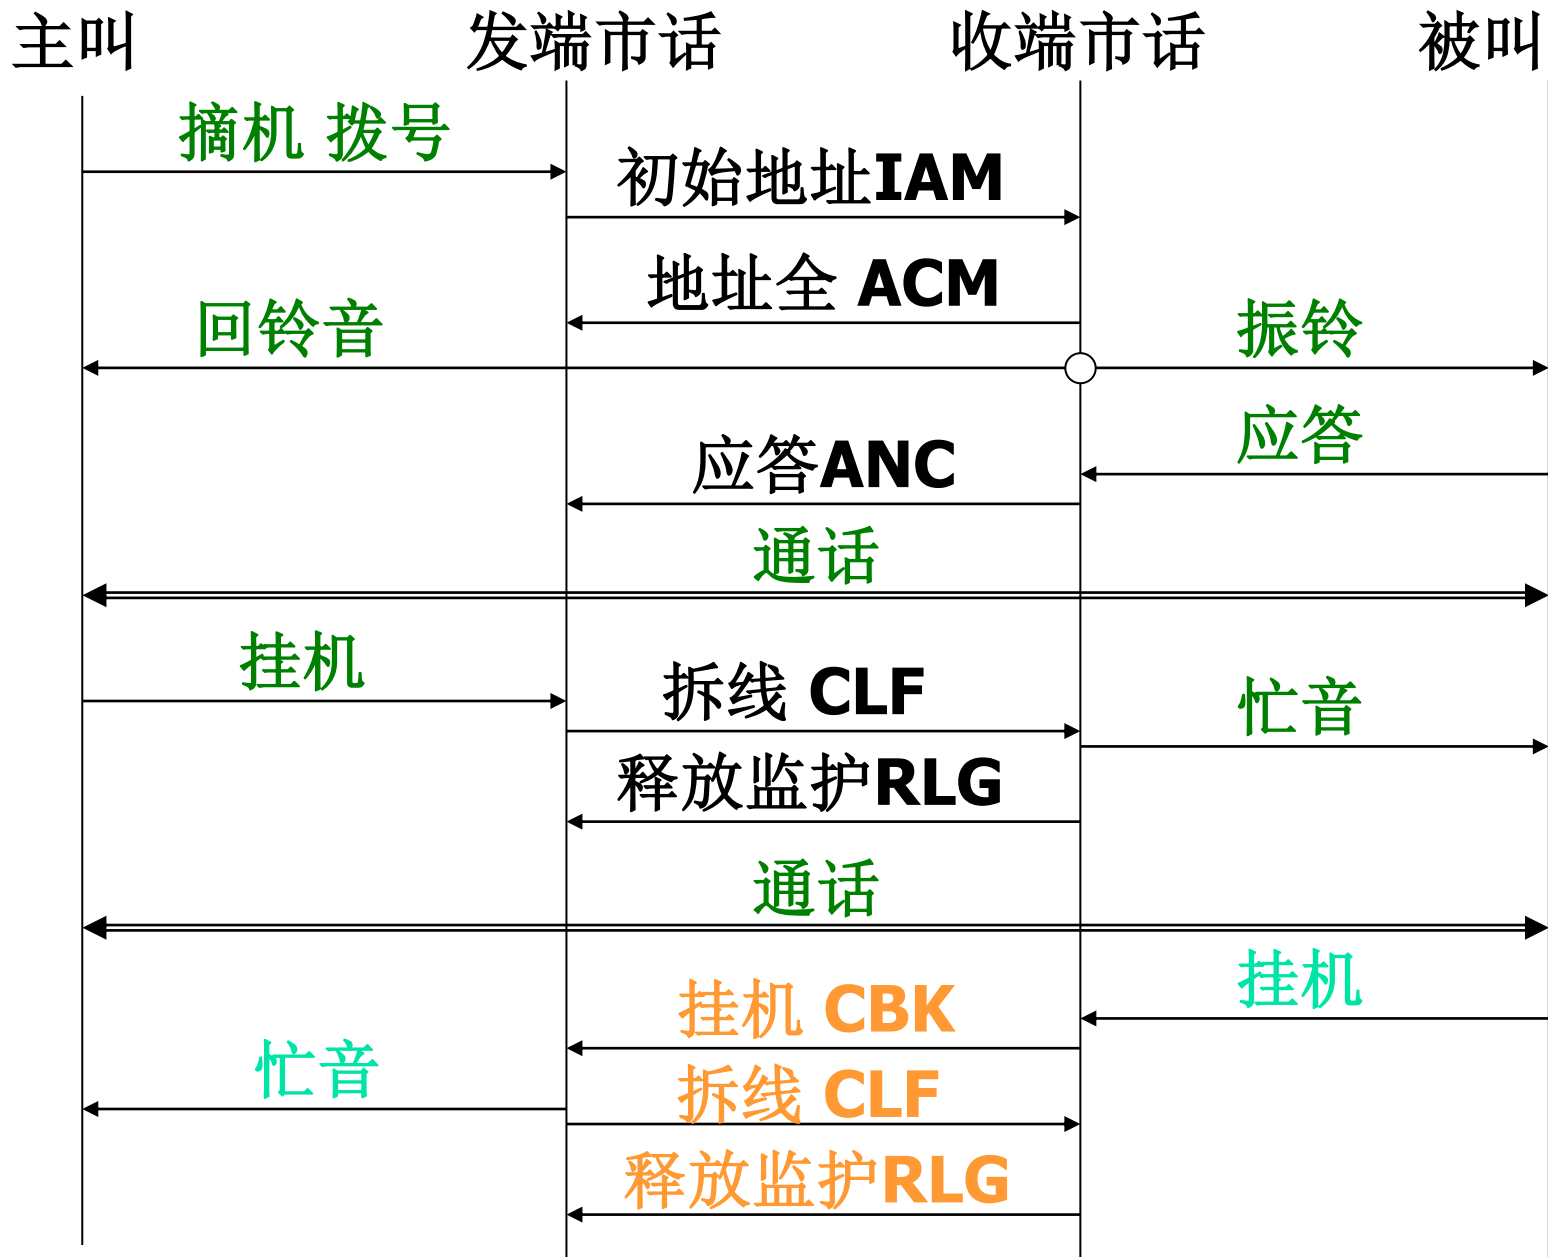 主叫 发端市话 收端市话 被叫
摘机 拨号
初始地址IAM
地址全 ACM
回铃音 振铃
应答
应答ANC
通话
挂机
拆线 CLF
忙音
释放监护RLG
通话
挂机
挂机 CBK
忙音
拆线 CLF
释放监护RLG